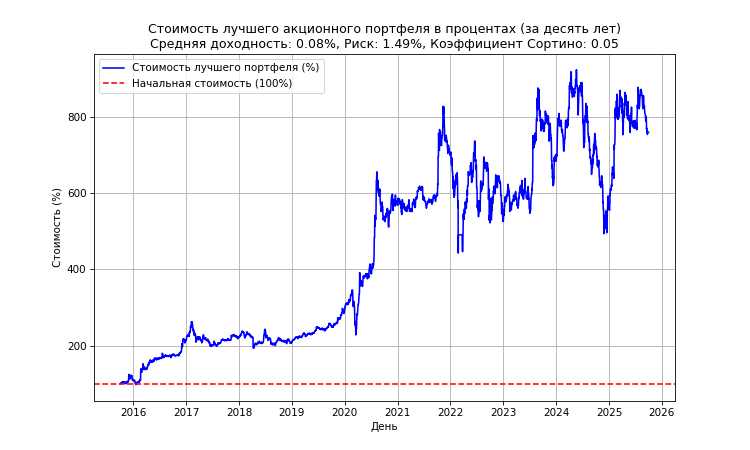 Стоимость лучшего акционного портфеля в процентах (за десять лет)
Средняя доходность: 0.08%, Риск: 1.49%, Коэффициент Сортино: 0.05
Стоимость лучшего портфеля (%)
Начальная стоимость (100%)
Стоимость (%)
800
600
400
200
2016 2017 2018 2019 2020 2021 2022 2023 2024 2025 2026
День